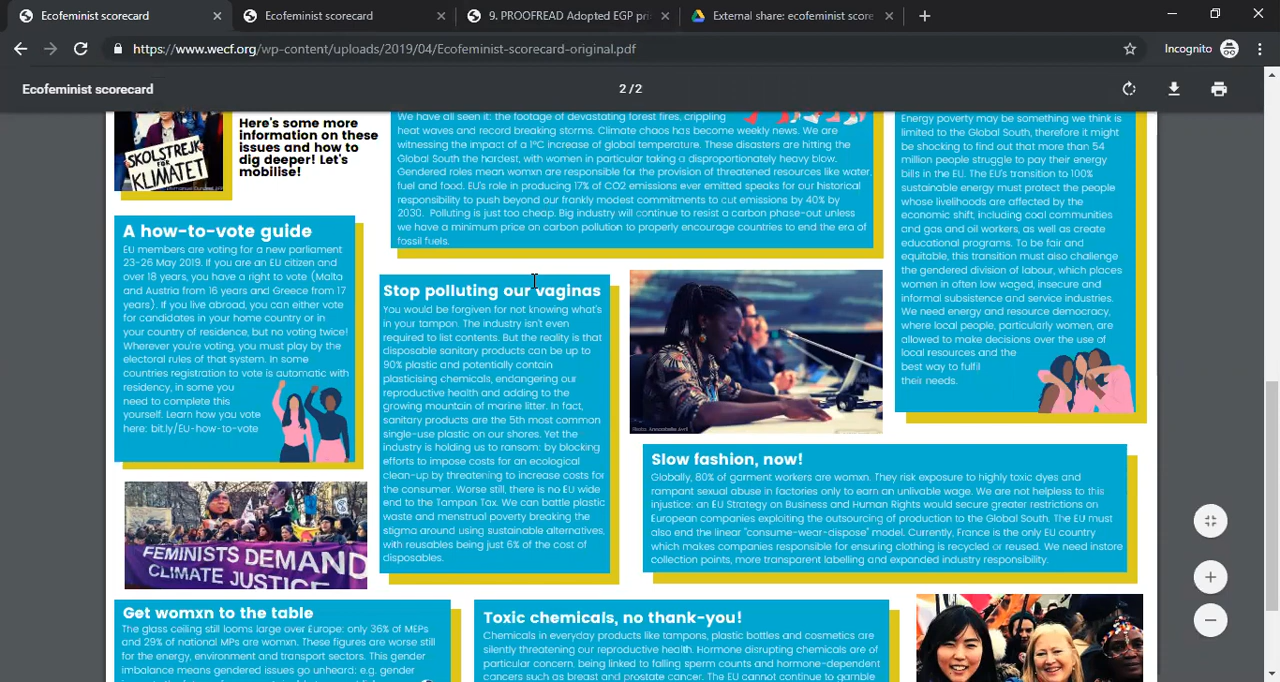 Ecofeminist scorecard
Ecofeminist scorecard
9. PROOFREAD Adopted EGP pri
External share: ecofeminist score
https://www.wecf.org/wp-content/uploads/2019/04/Ecofeminist-scorecard-original.pdf
Incognito
Ecofeminist scorecard
2 / 2
SKOLSTREJK
FÖR
KLIMATET
Here's some more
information on these
issues and how to
dig deeper! Let's
mobilise!
We have all seen it: the footage of devastating forest fires, crippling
heat waves and record breaking storms. Climate chaos has become weekly news. We are
witnessing the impact of a 1°C increase of global temperature. These disasters are hitting the
Global South the hardest, with women in particular taking a disproportionately heavy blow.
Gendered roles mean womxn are responsible for the provision of threatened resources like water,
fuel and food. EU's role in producing 17% of CO2 emissions ever emitted speaks for our historical
responsibility to push beyond our frankly modest commitments to cut emissions by 40% by
2030. Polluting is just too cheap. Big industry will continue to resist a carbon phase-out unless
we have a minimum price on carbon pollution to properly encourage countries to end the era of
fossil fuels.
Energy poverty may be something we think is
limited to the Global South, therefore it might
be shocking to find out that more than 54
million people struggle to pay their energy
bills in the EU. The EU's transition to 100%
sustainable energy must protect the people
whose livelihoods are affected by the
economic shift, including coal communities
and gas and oil workers, as well as create
educational programs. To be fair and
equitable, this transition must also challenge
the gendered division of labour, which places
women in often low waged, insecure and
informal subsistence and service industries.
We need energy and resource democracy,
where local people, particularly women, are
allowed to make decisions over the use of
local resources and the
best way to fulfil
their needs.
A how-to-vote guide
EU members are voting for a new parliament
23-26 May 2019. If you are an EU citizen and
over 18 years, you have a right to vote (Malta
and Austria from 16 years and Greece from 17
years). If you live abroad, you can either vote
for candidates in your home country or in
your country of residence, but no voting twice!
Wherever you're voting, you must play by the
electoral rules of that system. In some
countries registration to vote is automatic with
residency, in some you
need to complete this
yourself. Learn how you vote
here: bit.ly/EU-how-to-vote
Stop polluting our vaginas
You would be forgiven for not knowing what's
in your tampon. The industry isn't even
required to list contents. But the reality is that
disposable sanitary products can be up to
90% plastic and potentially contain
plasticising chemicals, endangering our
reproductive health and adding to the
growing mountain of marine litter. In fact,
sanitary products are the 5th most common
single-use plastic on our shores. Yet the
industry is holding us to ransom: by blocking
efforts to impose costs for an ecological
clean-up by threatening to increase costs for
the consumer. Worse still, there is no EU wide
end to the Tampon Tax. We can battle plastic
waste and menstrual poverty breaking the
stigma around using sustainable alternatives,
with reusables being just 6% of the cost of
disposables.
Slow fashion, now!
Globally, 80% of garment workers are womxn. They risk exposure to highly toxic dyes and
rampant sexual abuse in factories only to earn an unlivable wage. We are not helpless to this
injustice: an EU Strategy on Business and Human Rights would secure greater restrictions on
European companies exploiting the outsourcing of production to the Global South. The EU must
also end the linear "consume-wear-dispose" model. Currently, France is the only EU country
which makes companies responsible for ensuring clothing is recycled or reused. We need instore
collection points, more transparent labelling and expanded industry responsibility.
FEMINISTS DEMAND
CLIMATE JUSTICE
Get womxn to the table
The glass ceiling still looms large over Europe: only 36% of MEPs
and 29% of national MPs are womxn. These figures are worse still
for the energy, environment and transport sectors. This gender
imbalance means gendered issues go unheard: e.g. gender
Toxic chemicals, no thank-you!
Chemicals in everyday products like tampons, plastic bottles and cosmetics are
silently threatening our reproductive health. Hormone disrupting chemicals are of
particular concern, being linked to falling sperm counts and hormone-dependent
cancers such as breast and prostate cancer. The EU cannot continue to gamble